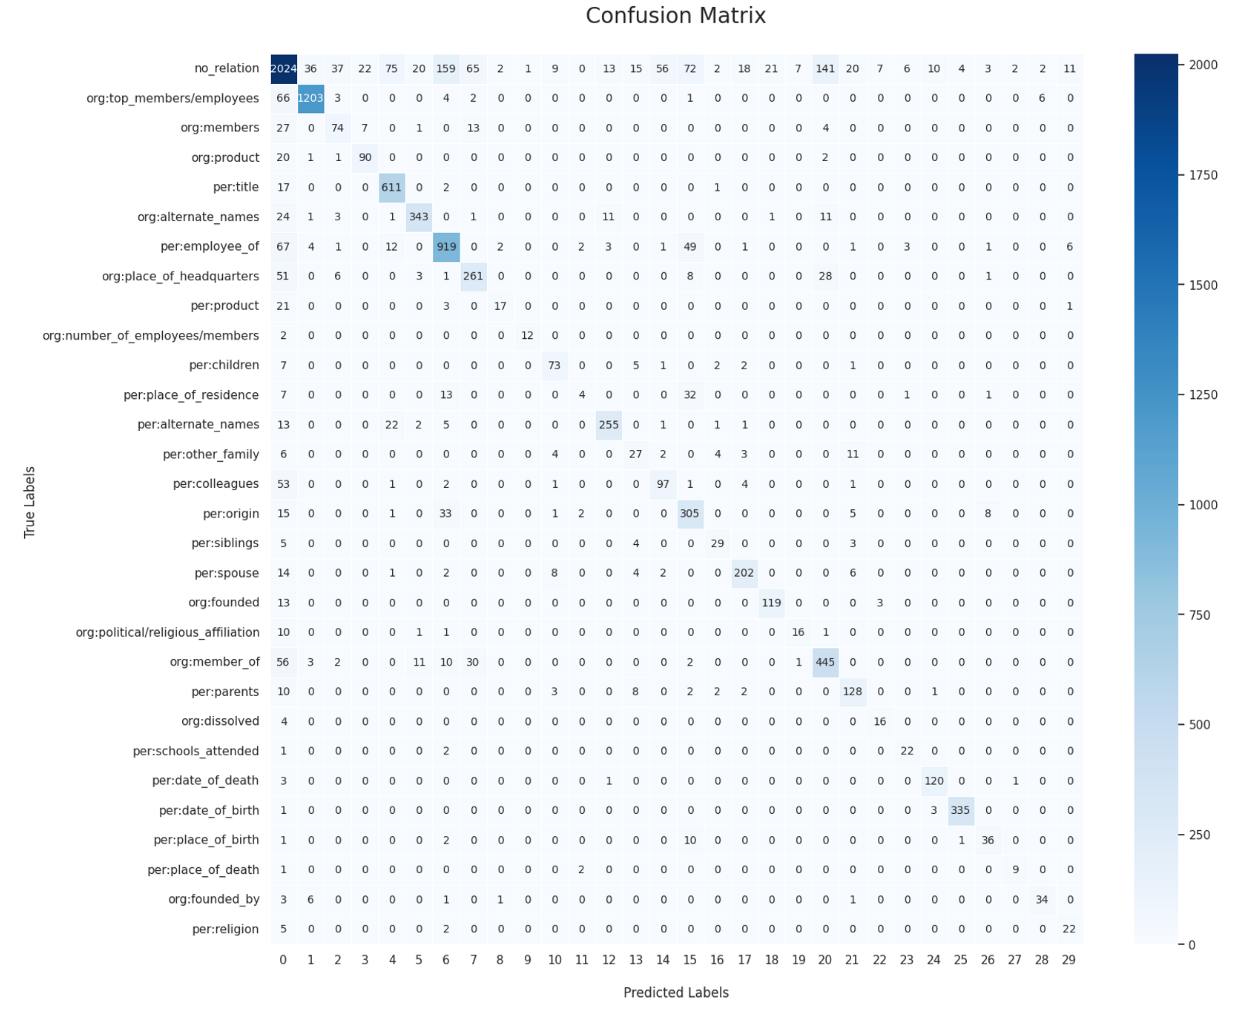 Confusion Matrix
no_relation 2024 36 37 22 75 20 159 65 2 1 9 0 13 15 56 72 2 18 21 7 141 20 7 6 10 4 3 2 2 11
org:top_members/employees 66 1203 3 0 0 0 4 2 0 0 0 0 0 0 0 1 0 0 0 0 0 0 0 0 0 0 0 0 6 0
org:members 27 0 74 7 0 1 0 13 0 0 0 0 0 0 0 0 0 0 0 0 4 0 0 0 0 0 0 0 0 0
org:product 20 1 1 90 0 0 0 0 0 0 0 0 0 0 0 0 0 0 0 0 2 0 0 0 0 0 0 0 0 0
per:title 17 0 0 0 611 0 2 0 0 0 0 0 0 0 0 0 1 0 0 0 0 0 0 0 0 0 0 0 0 0
org:alternate_names 24 1 3 0 1 343 0 1 0 0 0 0 11 0 0 0 0 0 1 0 11 0 0 0 0 0 0 0 0 0
per:employee_of 67 4 1 0 12 0 919 0 2 0 0 2 3 0 1 49 0 1 0 0 0 1 0 3 0 0 1 0 0 6
org:place_of_headquarters 51 0 6 0 0 3 1 261 0 0 0 0 0 0 0 8 0 0 0 0 28 0 0 0 0 0 1 0 0 0
per:product 21 0 0 0 0 0 3 0 17 0 0 0 0 0 0 0 0 0 0 0 0 0 0 0 0 0 0 0 0 1
org:number_of_employees/members 2 0 0 0 0 0 0 0 0 12 0 0 0 0 0 0 0 0 0 0 0 0 0 0 0 0 0 0 0 0
per:children 7 0 0 0 0 0 0 0 0 0 73 0 0 5 1 0 2 2 0 0 0 1 0 0 0 0 0 0 0 0
per:place_of_residence 7 0 0 0 0 0 13 0 0 0 0 4 0 0 0 32 0 0 0 0 0 0 0 1 0 0 1 0 0 0
per:alternate_names 13 0 0 0 22 2 5 0 0 0 0 0 255 0 1 0 1 1 0 0 0 0 0 0 0 0 0 0 0 0
per:other_family 6 0 0 0 0 0 0 0 0 0 4 0 0 27 2 0 4 3 0 0 0 11 0 0 0 0 0 0 0 0
per:colleagues 53 0 0 0 1 0 2 0 0 0 1 0 0 0 97 1 0 4 0 0 0 1 0 0 0 0 0 0 0 0
per:origin 15 0 0 0 1 0 33 0 0 0 1 2 0 0 0 305 0 0 0 0 0 5 0 0 0 0 8 0 0 0
per:siblings 5 0 0 0 0 0 0 0 0 0 0 0 0 4 0 0 29 0 0 0 0 3 0 0 0 0 0 0 0 0
per:spouse 14 0 0 0 1 0 2 0 0 0 8 0 0 4 2 0 0 202 0 0 0 6 0 0 0 0 0 0 0 0
org:founded 13 0 0 0 0 0 0 0 0 0 0 0 0 0 0 0 0 0 119 0 0 0 3 0 0 0 0 0 0 0
org:political/religious_affiliation 10 0 0 0 0 1 1 0 0 0 0 0 0 0 0 0 0 0 0 16 1 0 0 0 0 0 0 0 0 0
org:member_of 56 3 2 0 0 11 10 30 0 0 0 0 0 0 0 2 0 0 0 1 445 0 0 0 0 0 0 0 0 0
per:parents 10 0 0 0 0 0 0 0 0 0 3 0 0 8 0 2 2 2 0 0 0 128 0 0 1 0 0 0 0 0
org:dissolved 4 0 0 0 0 0 0 0 0 0 0 0 0 0 0 0 0 0 0 0 0 0 16 0 0 0 0 0 0 0
per:schools_attended 1 0 0 0 0 0 2 0 0 0 0 0 0 0 0 0 0 0 0 0 0 0 0 22 0 0 0 0 0 0
per:date_of_death 3 0 0 0 0 0 0 0 0 0 0 0 1 0 0 0 0 0 0 0 0 0 0 0 120 0 0 1 0 0
per:date_of_birth 1 0 0 0 0 0 0 0 0 0 0 0 0 0 0 0 0 0 0 0 0 0 0 0 3 335 0 0 0 0
per:place_of_birth 1 0 0 0 0 0 2 0 0 0 0 0 0 0 0 10 0 0 0 0 0 0 0 0 0 1 36 0 0 0
per:place_of_death 1 0 0 0 0 0 0 0 0 0 0 2 0 0 0 0 0 0 0 0 0 0 0 0 0 0 0 9 0 0
org:founded_by 3 6 0 0 0 0 1 0 1 0 0 0 0 0 0 0 0 0 0 0 0 1 0 0 0 0 0 0 34 0
per:religion 5 0 0 0 0 0 2 0 0 0 0 0 0 0 0 0 0 0 0 0 0 0 0 0 0 0 0 0 0 22
0 1 2 3 4 5 6 7 8 9 10 11 12 13 14 15 16 17 18 19 20 21 22 23 24 25 26 27 28 29
Predicted Labels
True Labels
2000
1750
1500
1250
1000
750
500
250
0